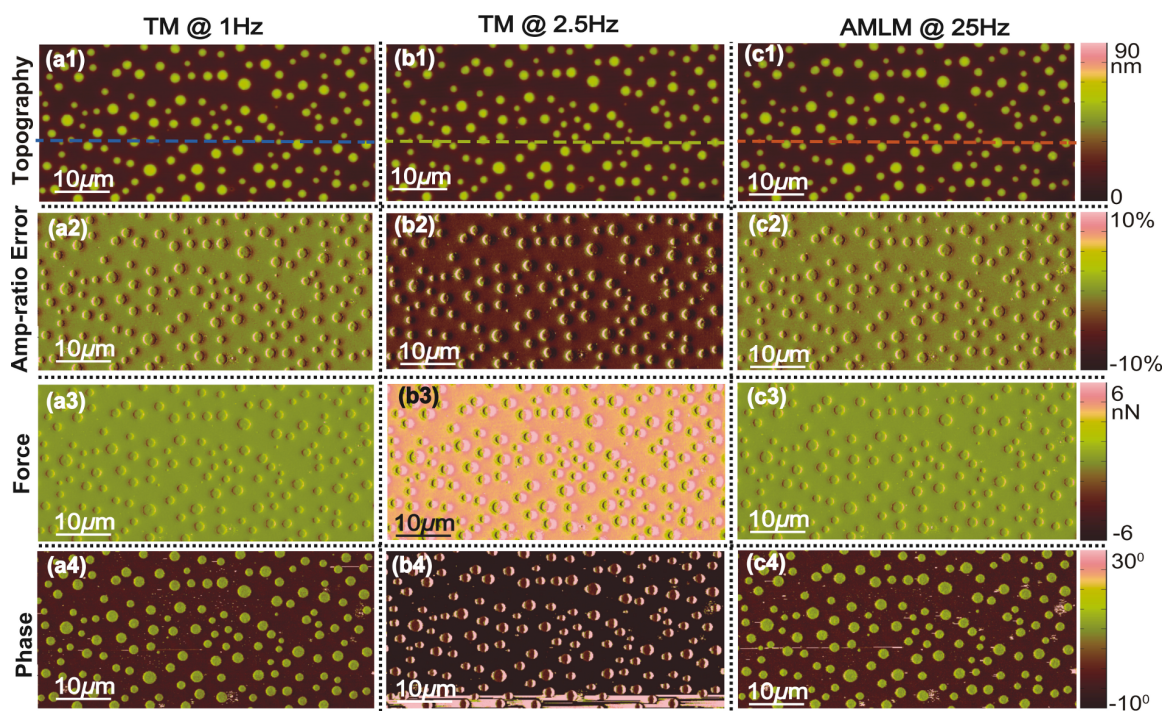 TM @ 1Hz TM @ 2.5Hz AMLM @ 25Hz
Topography
(a1) (b1) (c1) 90
nm
10μm 10μm 10μm 0
Amp-ratio Error
(a2) (b2) (c2) 10%
10μm 10μm 10μm -10%
Force
(a3) (b3) (c3) 6
nN
10μm 10μm 10μm -6
Phase
(a4) (b4) (c4) 30⁰
10μm 10μm 10μm -10⁰